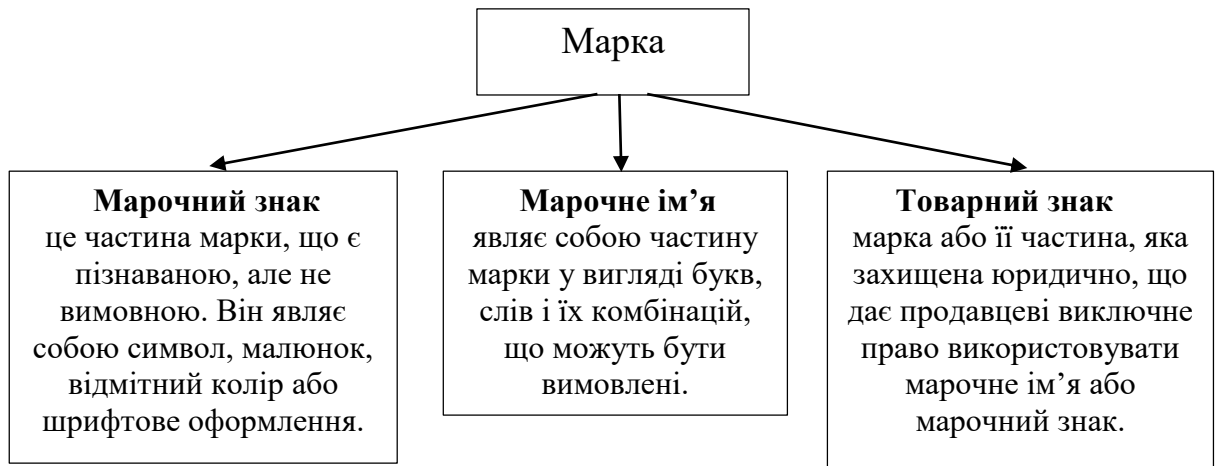 Марка
Марочний знак
це частина марки, що є
пізнаваною, але не
вимовною. Він являє
собою символ, малюнок,
відмітний колір або
шрифтове оформлення.
Марочне ім’я
являє собою частину
марки у вигляді букв,
слів і їх комбінацій,
що можуть бути
вимовлені.
Товарний знак
марка або її частина, яка
захищена юридично, що
дає продавцеві виключне
право використовувати
марочне ім’я або
марочний знак.